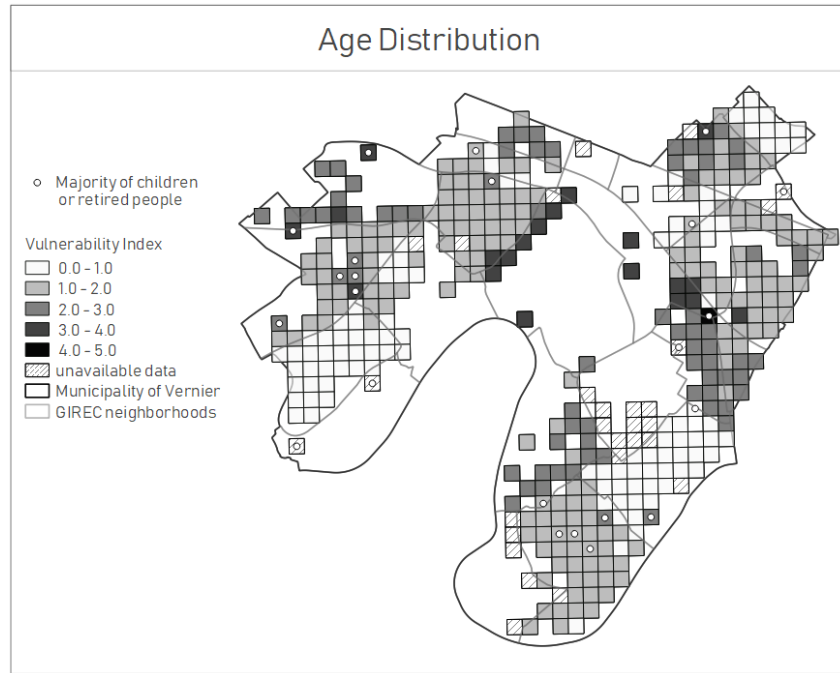 Age Distribution
Majority of children
or retired people
Vulnerability Index
0.0 - 1.0
1.0 - 2.0
2.0 - 3.0
3.0 - 4.0
4.0 - 5.0
unavailable data
Municipality of Vernier
GIREC neighborhoods